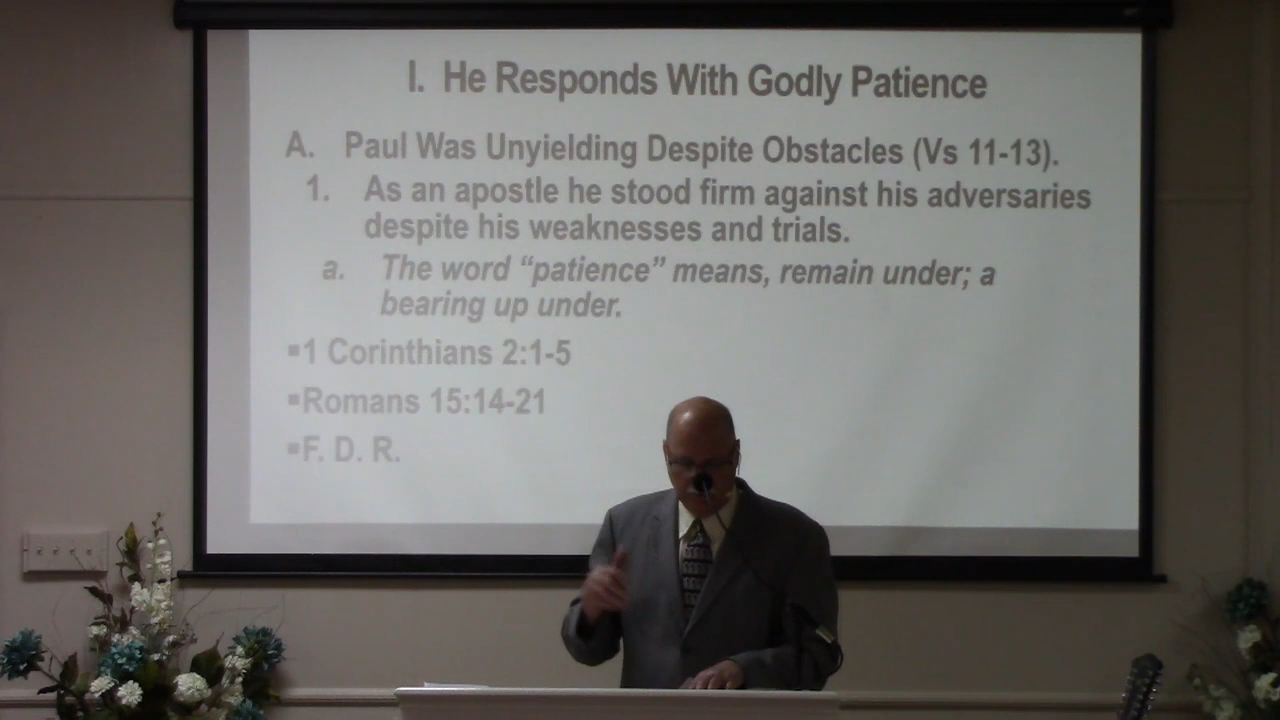 I. He Responds With Godly Patience
A. Paul Was Unyielding Despite Obstacles (Vs 11-13).
1. As an apostle he stood firm against his adversaries
despite his weaknesses and trials.
a. The word “patience” means, remain under; a
bearing up under.
▪1 Corinthians 2:1-5
▪Romans 15:14-21
▪F. D. R.